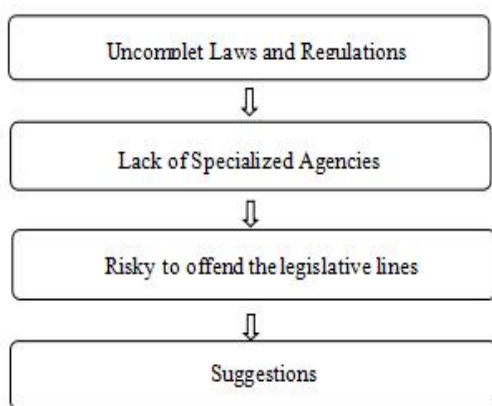 Uncomplet Laws and Regulations
Lack of Specialized Agencies
Risky to offend the legislative lines
Suggestions